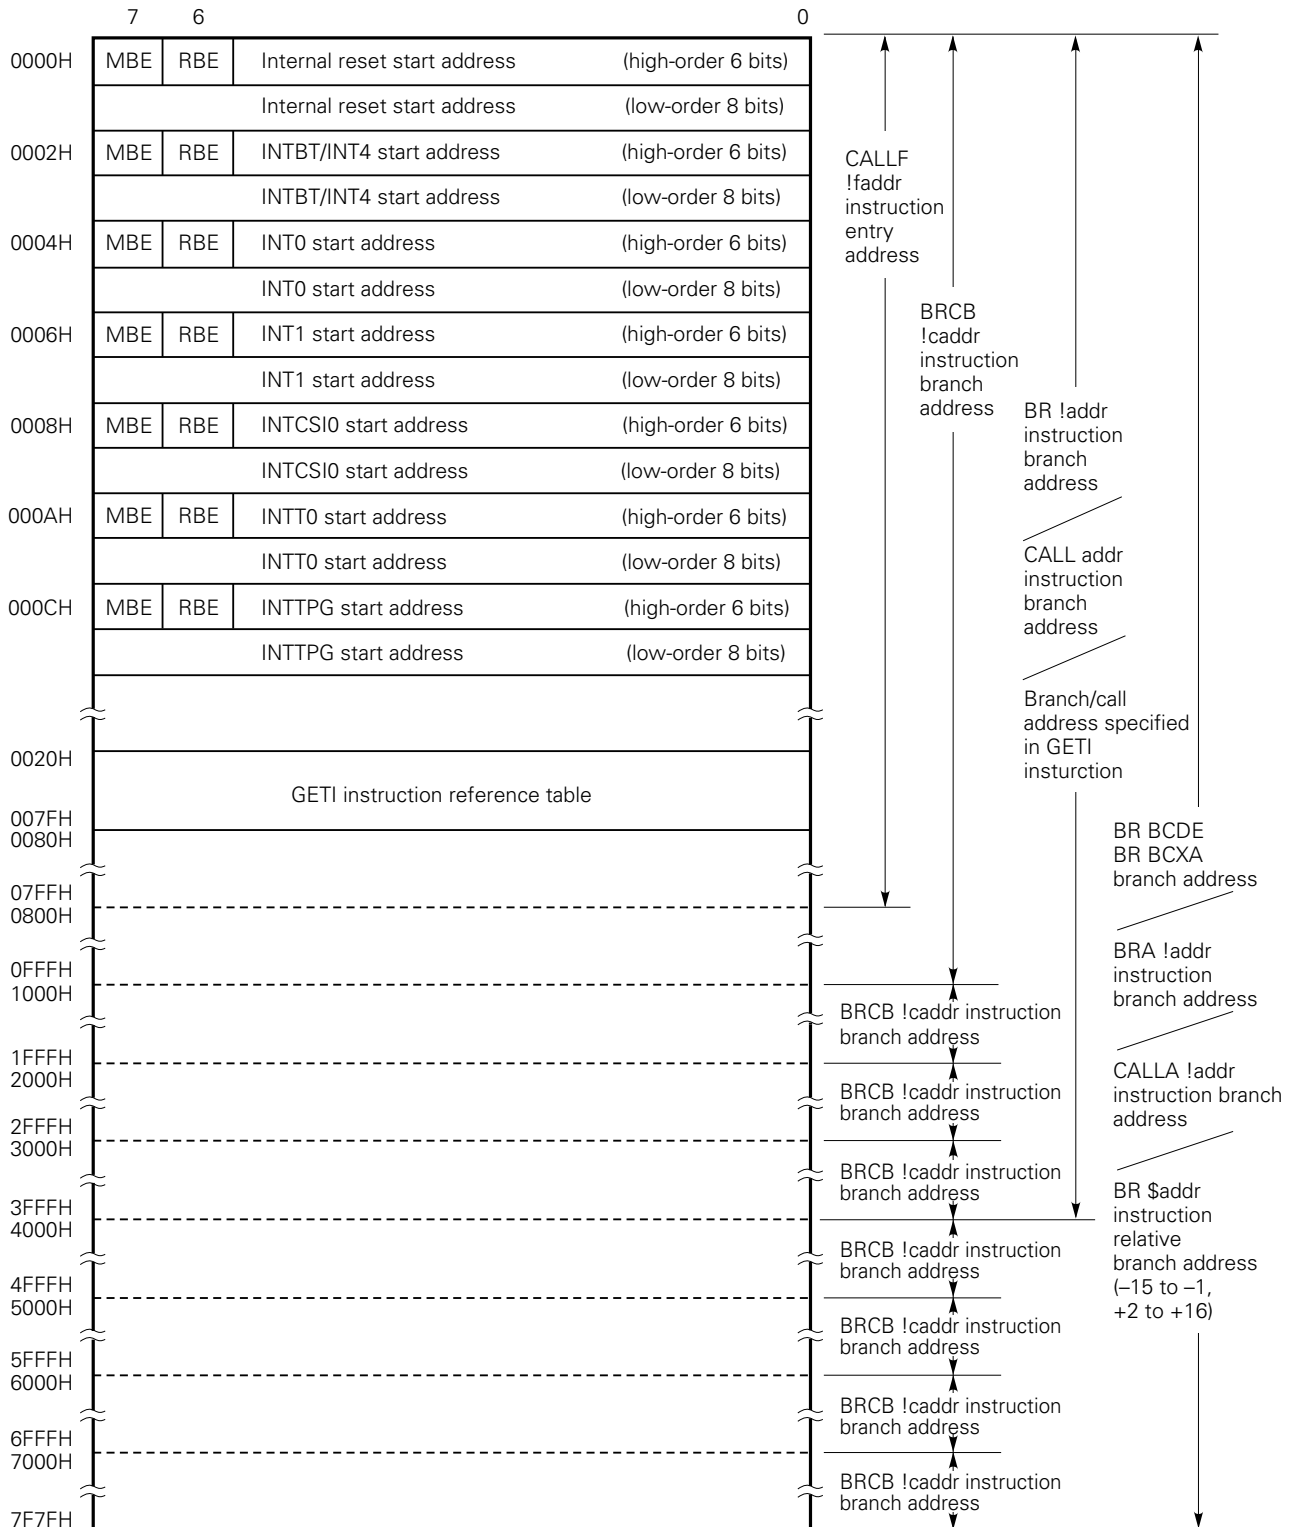 7 6 0
0000H MBE RBE Internal reset start address (high-order 6 bits)
Internal reset start address (low-order 8 bits)
0002H MBE RBE INTBT/INT4 start address (high-order 6 bits)
INTBT/INT4 start address (low-order 8 bits)
0004H MBE RBE INT0 start address (high-order 6 bits)
INT0 start address (low-order 8 bits)
0006H MBE RBE INT1 start address (high-order 6 bits)
INT1 start address (low-order 8 bits)
0008H MBE RBE INTCSI0 start address (high-order 6 bits)
INTCSI0 start address (low-order 8 bits)
000AH MBE RBE INTT0 start address (high-order 6 bits)
INTT0 start address (low-order 8 bits)
000CH MBE RBE INTTPG start address (high-order 6 bits)
INTTPG start address (low-order 8 bits)
0020H
GETI instruction reference table
007FH
0080H
07FFH
0800H
0FFFH
1000H
1FFFH
2000H
2FFFH
3000H
3FFFH
4000H
4FFFH
5000H
5FFFH
6000H
6FFFH
7000H
7F7FH
CALLF
!faddr
instruction
entry
address
BRCB
!caddr
instruction
branch
address
BRCB !caddr instruction
branch address
BRCB !caddr instruction
branch address
BRCB !caddr instruction
branch address
BRCB !caddr instruction
branch address
BRCB !caddr instruction
branch address
BRCB !caddr instruction
branch address
BRCB !caddr instruction
branch address
BR !addr
instruction
branch
address
CALL addr
instruction
branch
address
Branch/call
address specified
in GETI
insturction
BR BCDE
BR BCXA
branch address
BRA !addr
instruction
branch address
CALLA !addr
instruction branch
address
BR $addr
instruction
relative
branch address
(–15 to –1,
+2 to +16)